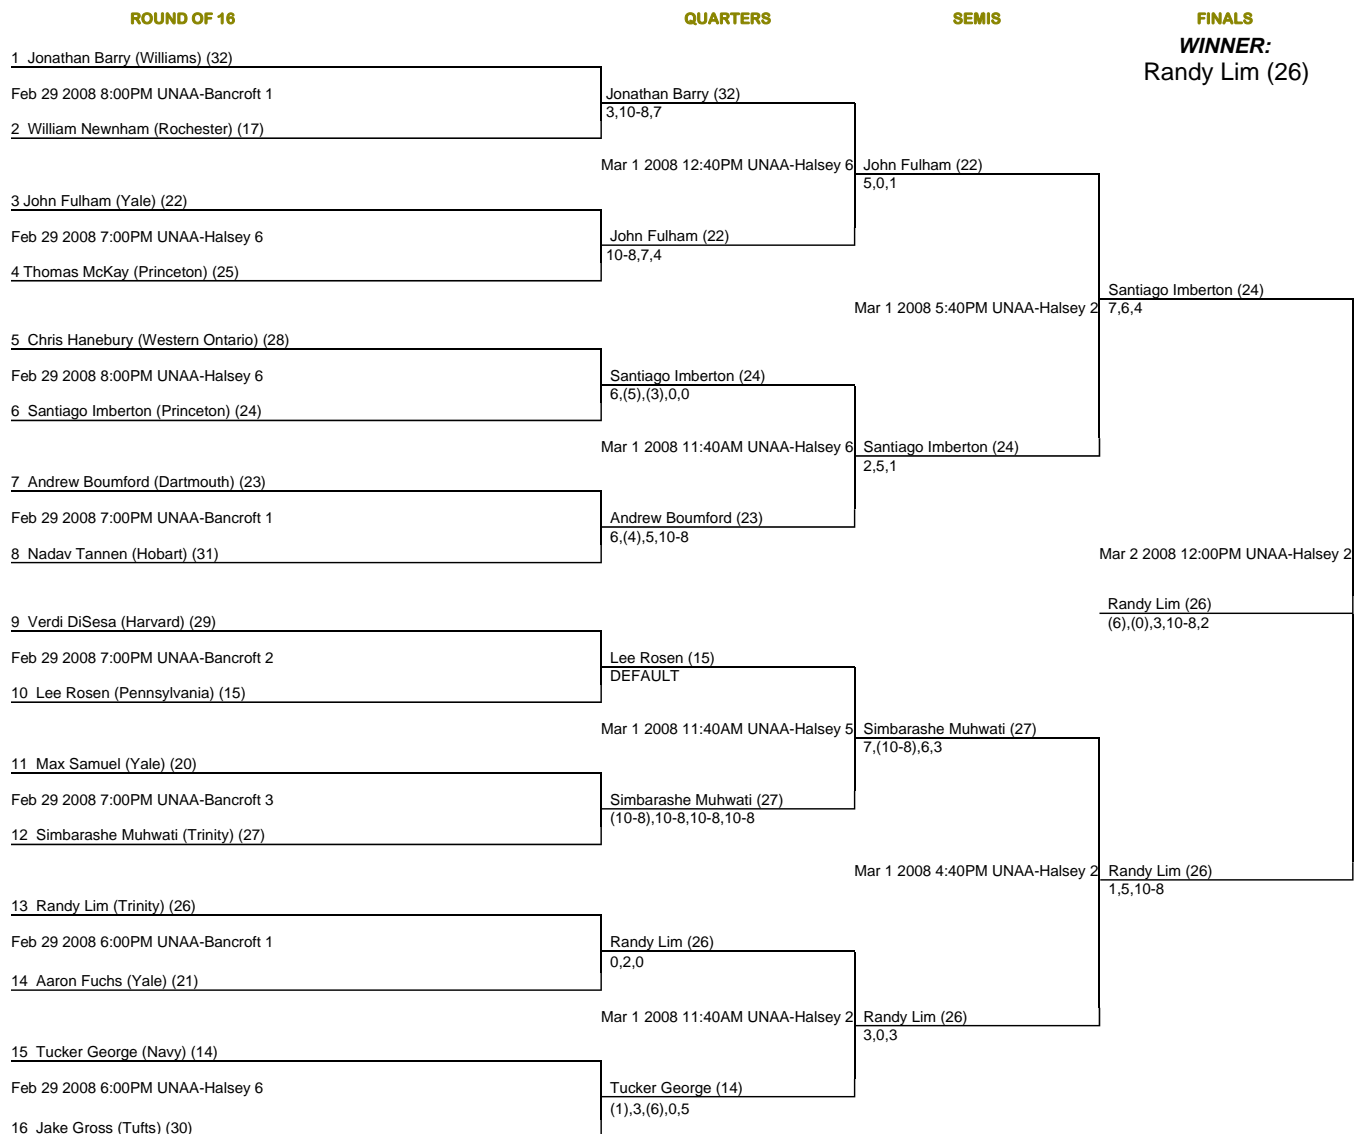 ROUND OF 16 QUARTERS SEMIS FINALS
WINNER:
Randy Lim (26)
1 Jonathan Barry (Williams) (32)
Feb 29 2008 8:00PM UNAA-Bancroft 1
2 William Newnham (Rochester) (17)
3 John Fulham (Yale) (22)
Feb 29 2008 7:00PM UNAA-Halsey 6
4 Thomas McKay (Princeton) (25)
5 Chris Hanebury (Western Ontario) (28)
Feb 29 2008 8:00PM UNAA-Halsey 6
6 Santiago Imberton (Princeton) (24)
7 Andrew Boumford (Dartmouth) (23)
Feb 29 2008 7:00PM UNAA-Bancroft 1
8 Nadav Tannen (Hobart) (31)
9 Verdi DiSesa (Harvard) (29)
Feb 29 2008 7:00PM UNAA-Bancroft 2
10 Lee Rosen (Pennsylvania) (15)
11 Max Samuel (Yale) (20)
Feb 29 2008 7:00PM UNAA-Bancroft 3
12 Simbarashe Muhwati (Trinity) (27)
13 Randy Lim (Trinity) (26)
Feb 29 2008 6:00PM UNAA-Bancroft 1
14 Aaron Fuchs (Yale) (21)
15 Tucker George (Navy) (14)
Feb 29 2008 6:00PM UNAA-Halsey 6
16 Jake Gross (Tufts) (30)
Jonathan Barry (32)
3,10-8,7
Mar 1 2008 12:40PM UNAA-Halsey 6
John Fulham (22)
10-8,7,4
Santiago Imberton (24)
6,(5),(3),0,0
Mar 1 2008 11:40AM UNAA-Halsey 6
Andrew Boumford (23)
6,(4),5,10-8
Lee Rosen (15)
DEFAULT
Mar 1 2008 11:40AM UNAA-Halsey 5
Simbarashe Muhwati (27)
(10-8),10-8,10-8,10-8
Randy Lim (26)
0,2,0
Mar 1 2008 11:40AM UNAA-Halsey 2
Tucker George (14)
(1),3,(6),0,5
John Fulham (22)
5,0,1
Mar 1 2008 5:40PM UNAA-Halsey 2
Santiago Imberton (24)
2,5,1
Simbarashe Muhwati (27)
7,(10-8),6,3
Mar 1 2008 4:40PM UNAA-Halsey 2
Randy Lim (26)
3,0,3
Santiago Imberton (24)
7,6,4
Mar 2 2008 12:00PM UNAA-Halsey 2
Randy Lim (26)
(6),(0),3,10-8,2
Randy Lim (26)
1,5,10-8